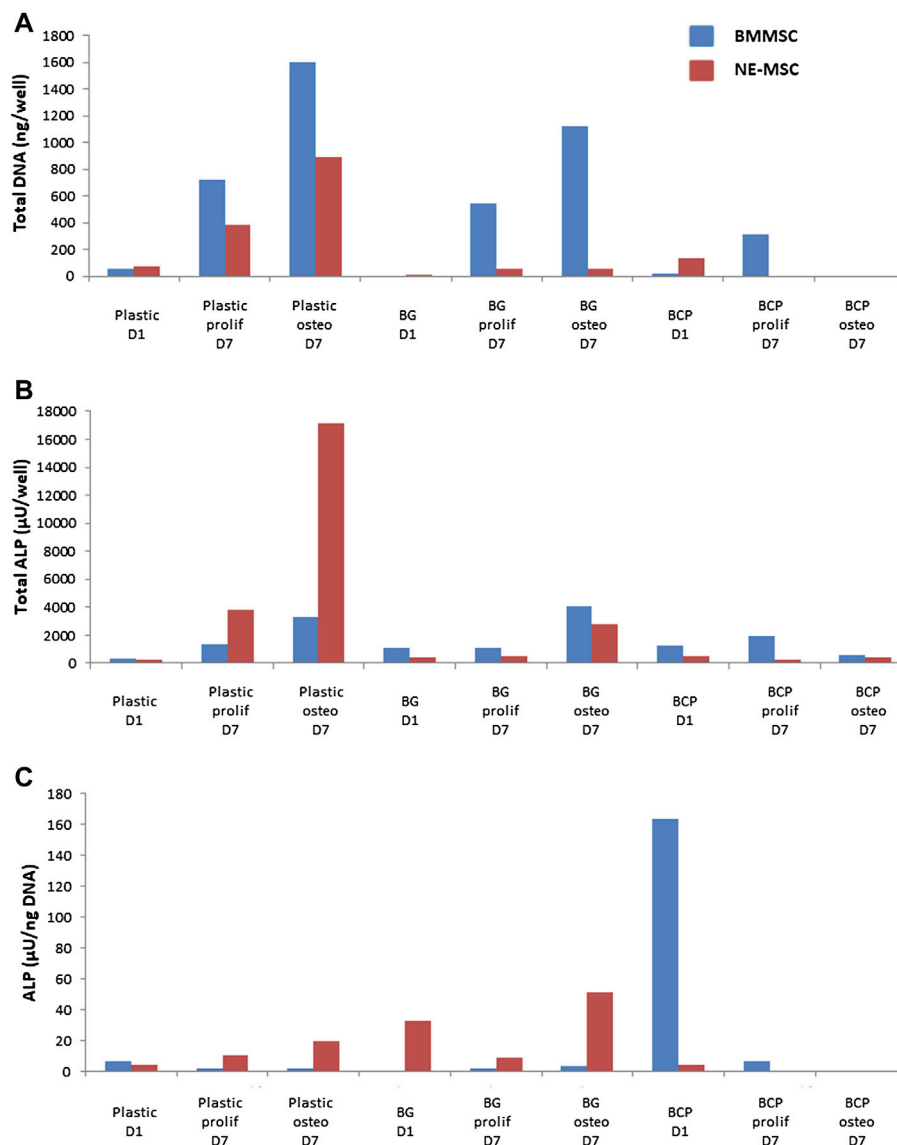 A
BMMSC
NE-MSC
Total DNA (ng/well)
1800
1600
1400
1200
1000
800
600
400
200
0
Plastic Plastic Plastic BG BG BG BCP BCP BCP
D1 prolif osteo D1 prolif osteo D1 prolif osteo
D7 D7 D7 D7 D7 D7
B
Total ALP (µU/well)
18000
16000
14000
12000
10000
8000
6000
4000
2000
0
Plastic Plastic Plastic BG BG BG BCP BCP BCP
D1 prolif osteo D1 prolif osteo D1 prolif osteo
D7 D7 D7 D7 D7 D7
C
ALP (µU/ng DNA)
180
160
140
120
100
80
60
40
20
0
Plastic Plastic Plastic BG BG BG BCP BCP BCP
D1 prolif osteo D1 prolif osteo D1 prolif osteo
D7 D7 D7 D7 D7 D7